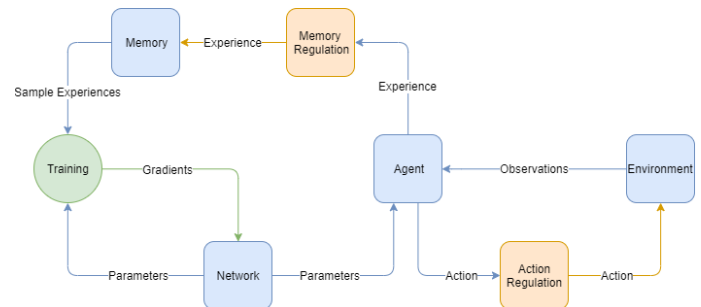 Memory
Experience
Memory
Regulation
Sample Experiences
Experience
Training
Gradients
Agent
Observations
Environment
Parameters
Network
Parameters
Action
Action
Regulation
Action